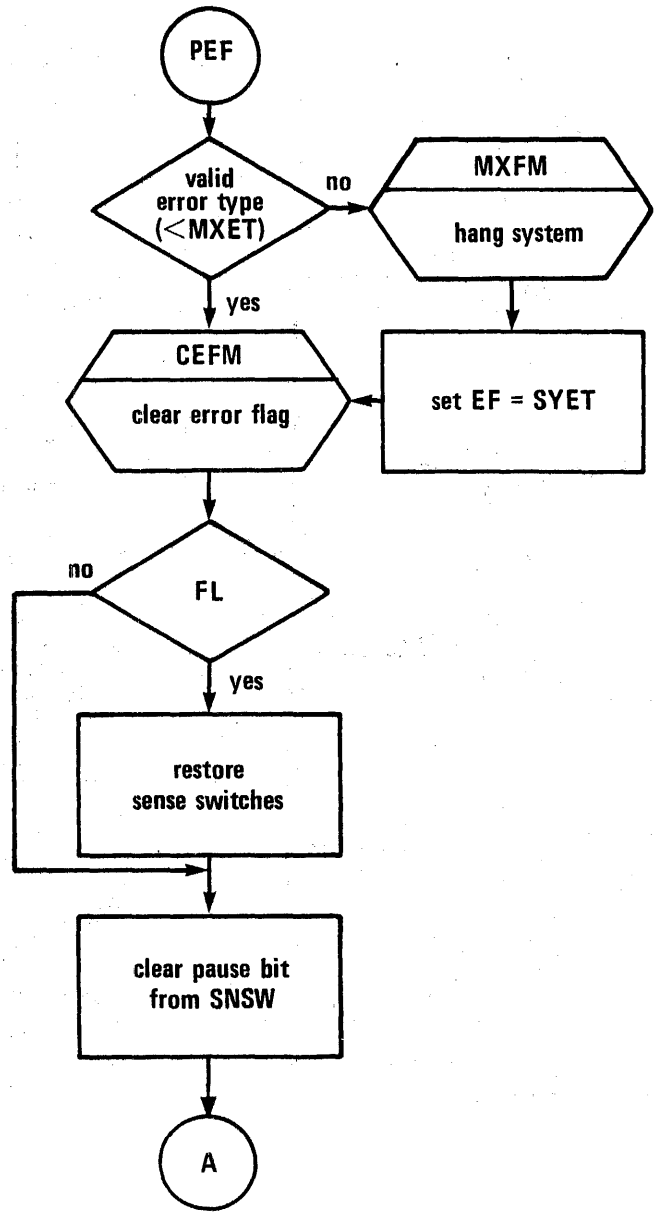 PEF
valid
error type
(<MXET)
no
MXFM
hang system
yes
CEFM
clear error flag
set EF = SYET
FL
no
yes
restore
sense switches
clear pause bit
from SNSW
A